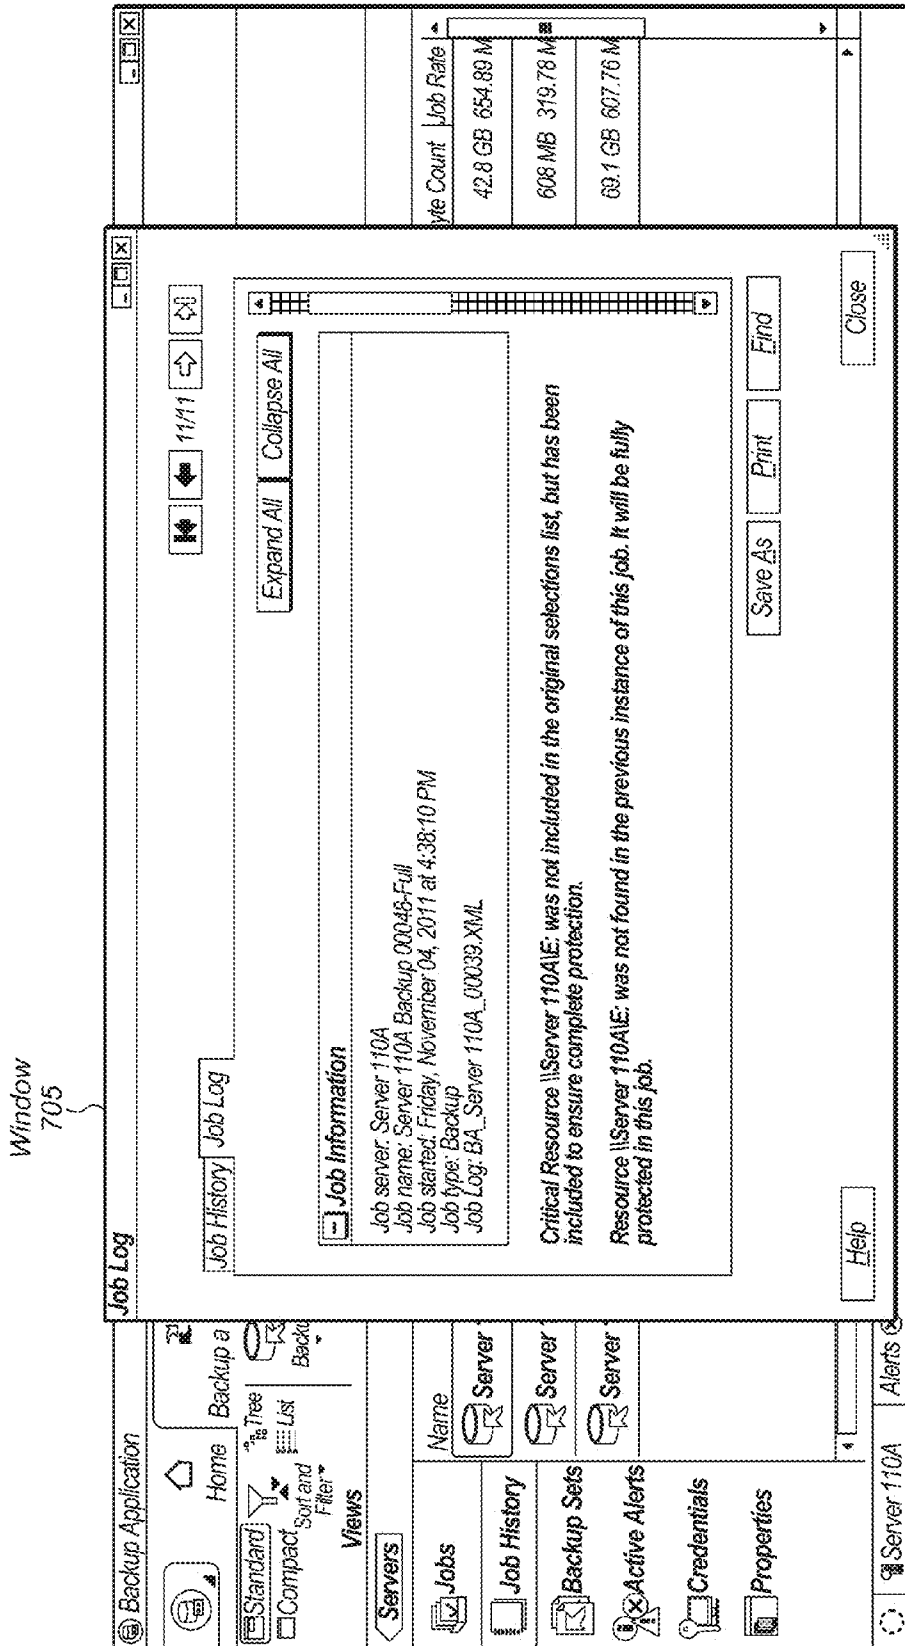 Window
705
Backup Application
Home
Backup a
Standard
Compact
Sort and
Filter
Tree
List
Views
Backu
Servers
Jobs
Job History
Backup Sets
Active Alerts
Credentials
Properties
Name
Server
Server
Server
yte Count
Job Rate
42.8 GB 654.89 M
608 MB 319.78 M
69.1 GB 607.76 M
Server 110A
Alerts
Job Log
Job History
Job Log
11/11
Expand All
Collapse All
Job Information
Job server: Server 110A
Job name: Server 110A Backup 00048-Full
Job started: Friday, November 04, 2011 at 4:38:10 PM
Job type: Backup
Job Log: BA_Server 110A_00039.XML
Critical Resource \\Server 110A\E: was not included in the original selections list, but has been
included to ensure complete protection.
Resource \\Server 110A\E: was not found in the previous instance of this job. It will be fully
protected in this job.
Save As
Print
Find
Help
Close